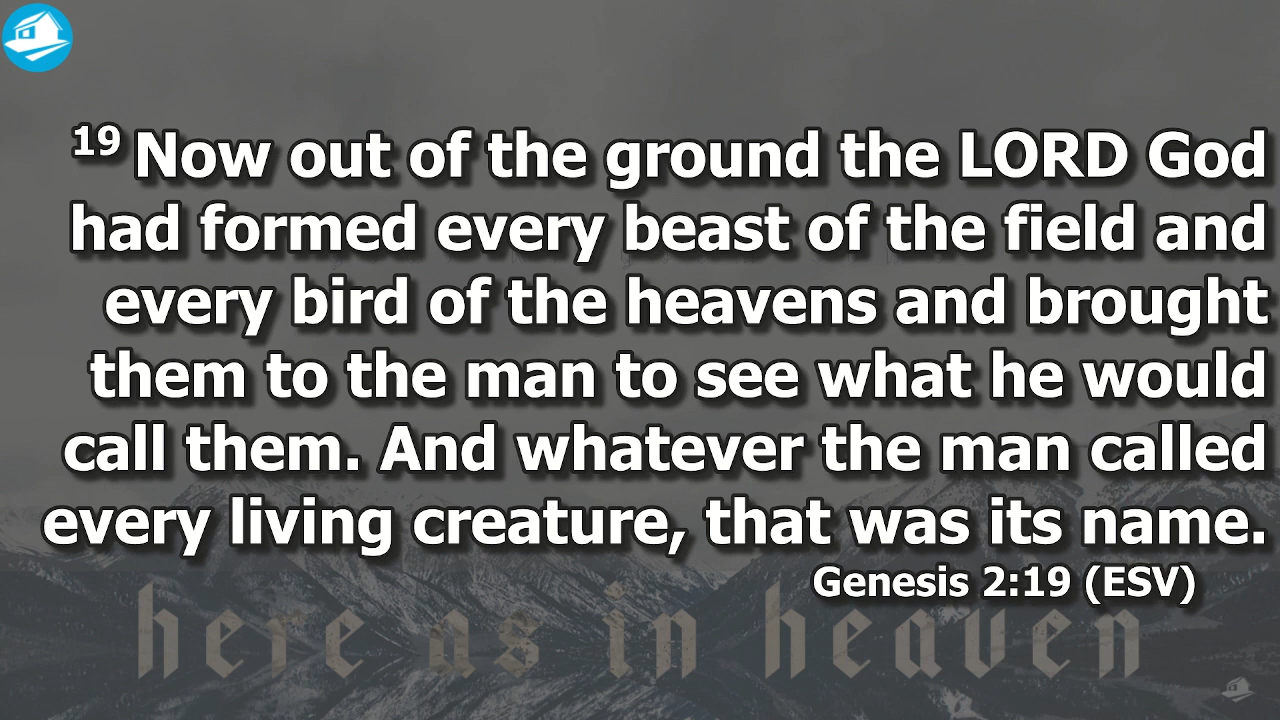 19 Now out of the ground the LORD God
had formed every beast of the field and
every bird of the heavens and brought
them to the man to see what he would
call them. And whatever the man called
every living creature, that was its name.
Genesis 2:19 (ESV)
here as in heaven